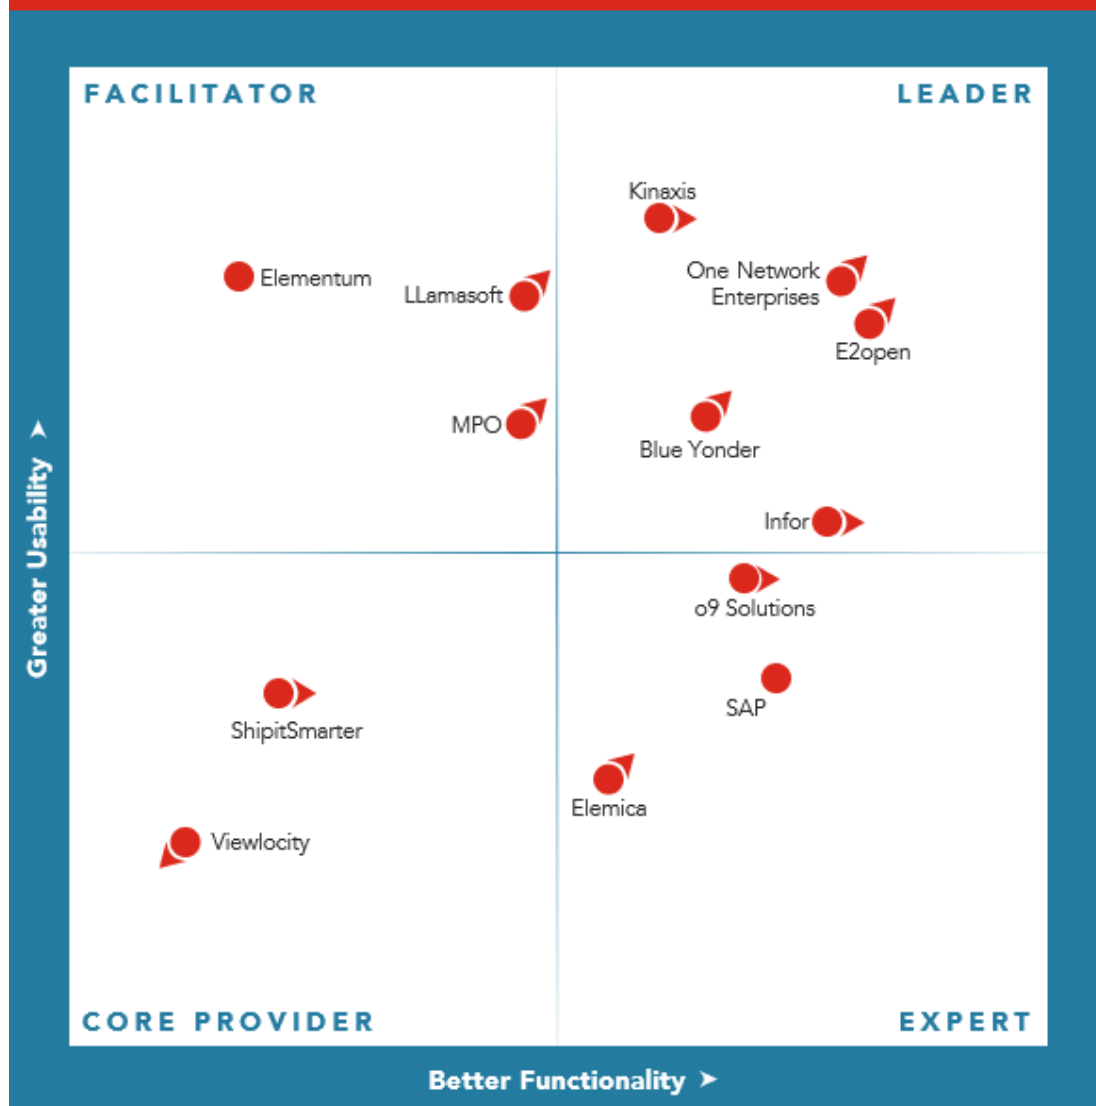 FACILITATOR
LEADER
Kinaxis
One Network
Enterprises
Elementum
LLamasoft
E2open
MPO
Blue Yonder
Infor
o9 Solutions
SAP
ShipitSmarter
Elemica
Viewlocity
CORE PROVIDER
EXPERT
Greater Usability
Better Functionality